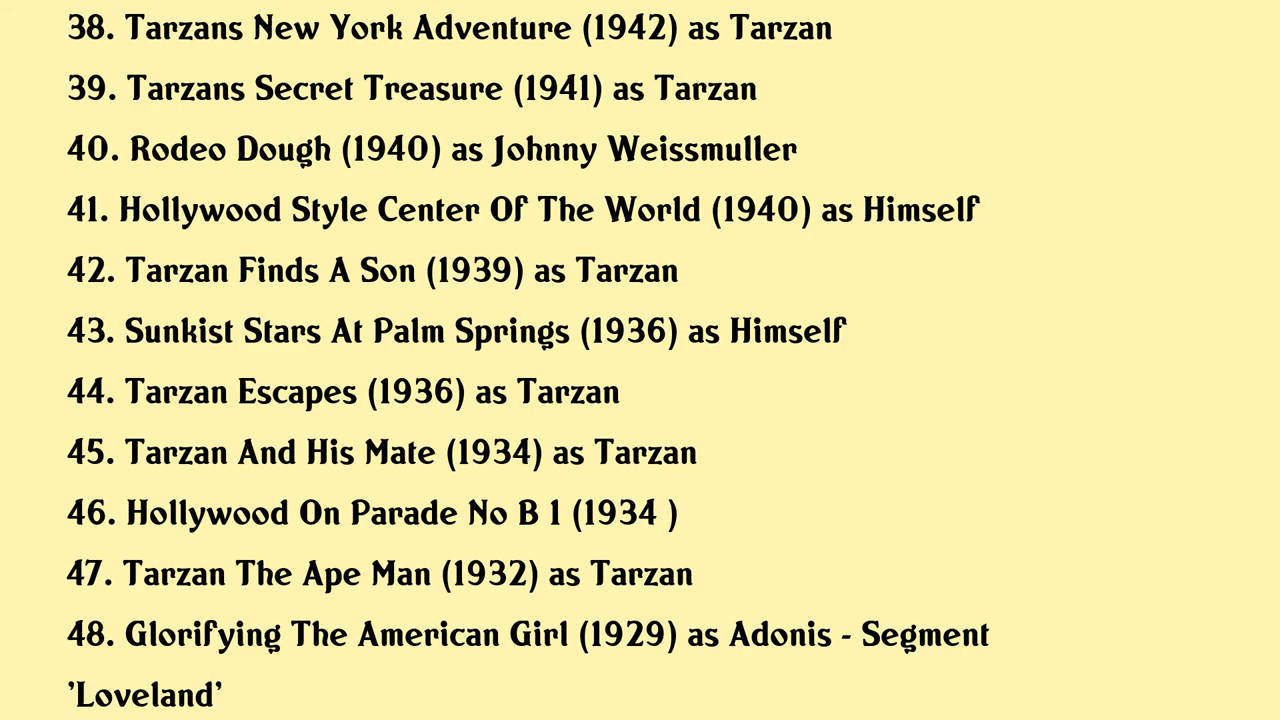 38. Tarzans New York Adventure (1942) as Tarzan
39. Tarzans Secret Treasure (1941) as Tarzan
40. Rodeo Dough (1940) as Johnny Weissmuller
41. Hollywood Style Center Of The World (1940) as Himself
42. Tarzan Finds A Son (1939) as Tarzan
43. Sunkist Stars At Palm Springs (1936) as Himself
44. Tarzan Escapes (1936) as Tarzan
45. Tarzan And His Mate (1934) as Tarzan
46. Hollywood On Parade No B 1 (1934 )
47. Tarzan The Ape Man (1932) as Tarzan
48. Glorifying The American Girl (1929) as Adonis - Segment
'Loveland'